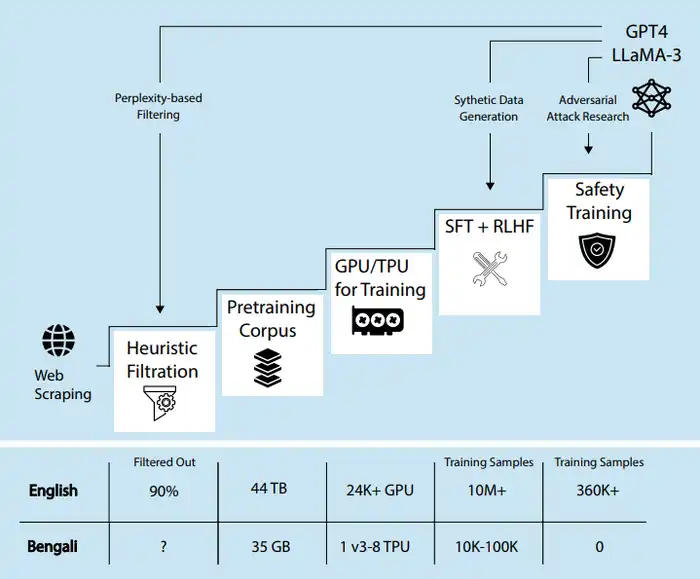 GPT4
LLaMA-3
Perplexity-based
Filtering
Sythetic Data
Generation
Adversarial
Attack Research
Safety
Training
SFT + RLHF
GPU/TPU
for Training
Pretraining
Corpus
Heuristic
Filtration
Web
Scraping
Filtered Out
Training Samples
Training Samples
English
90%
44 TB
24K+ GPU
10M+
360K+
Bengali
?
35 GB
1 v3-8 TPU
10K-100K
0